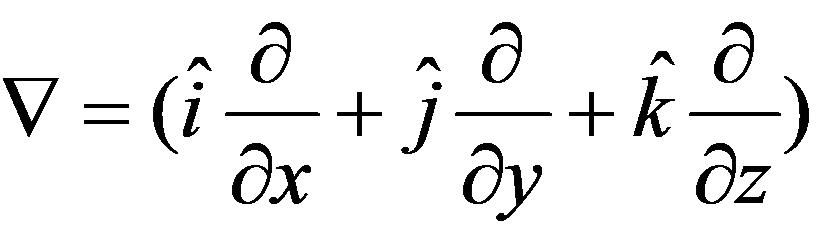 ∇ = (î ∂/∂x + ĵ ∂/∂y + k̂ ∂/∂z)